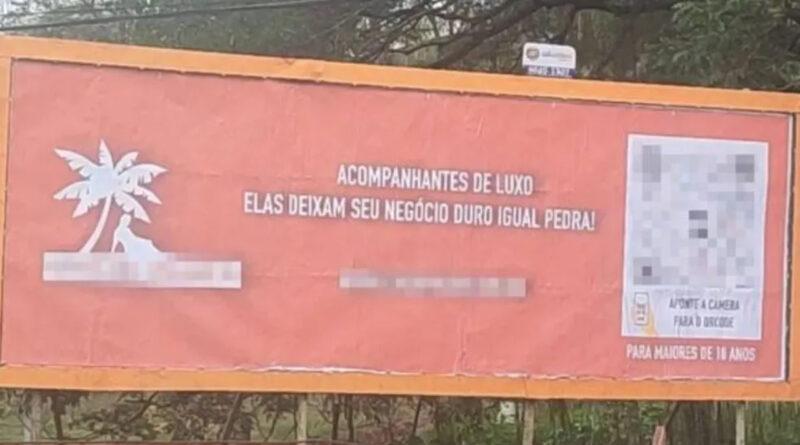 ACOMPANHANTES DE LUXO
ELAS DEIXAM SEU NEGÓCIO DURO IGUAL PEDRA!
APONTE A CÂMERA
PARA O QRCODE
PARA MAIORES DE 18 ANOS